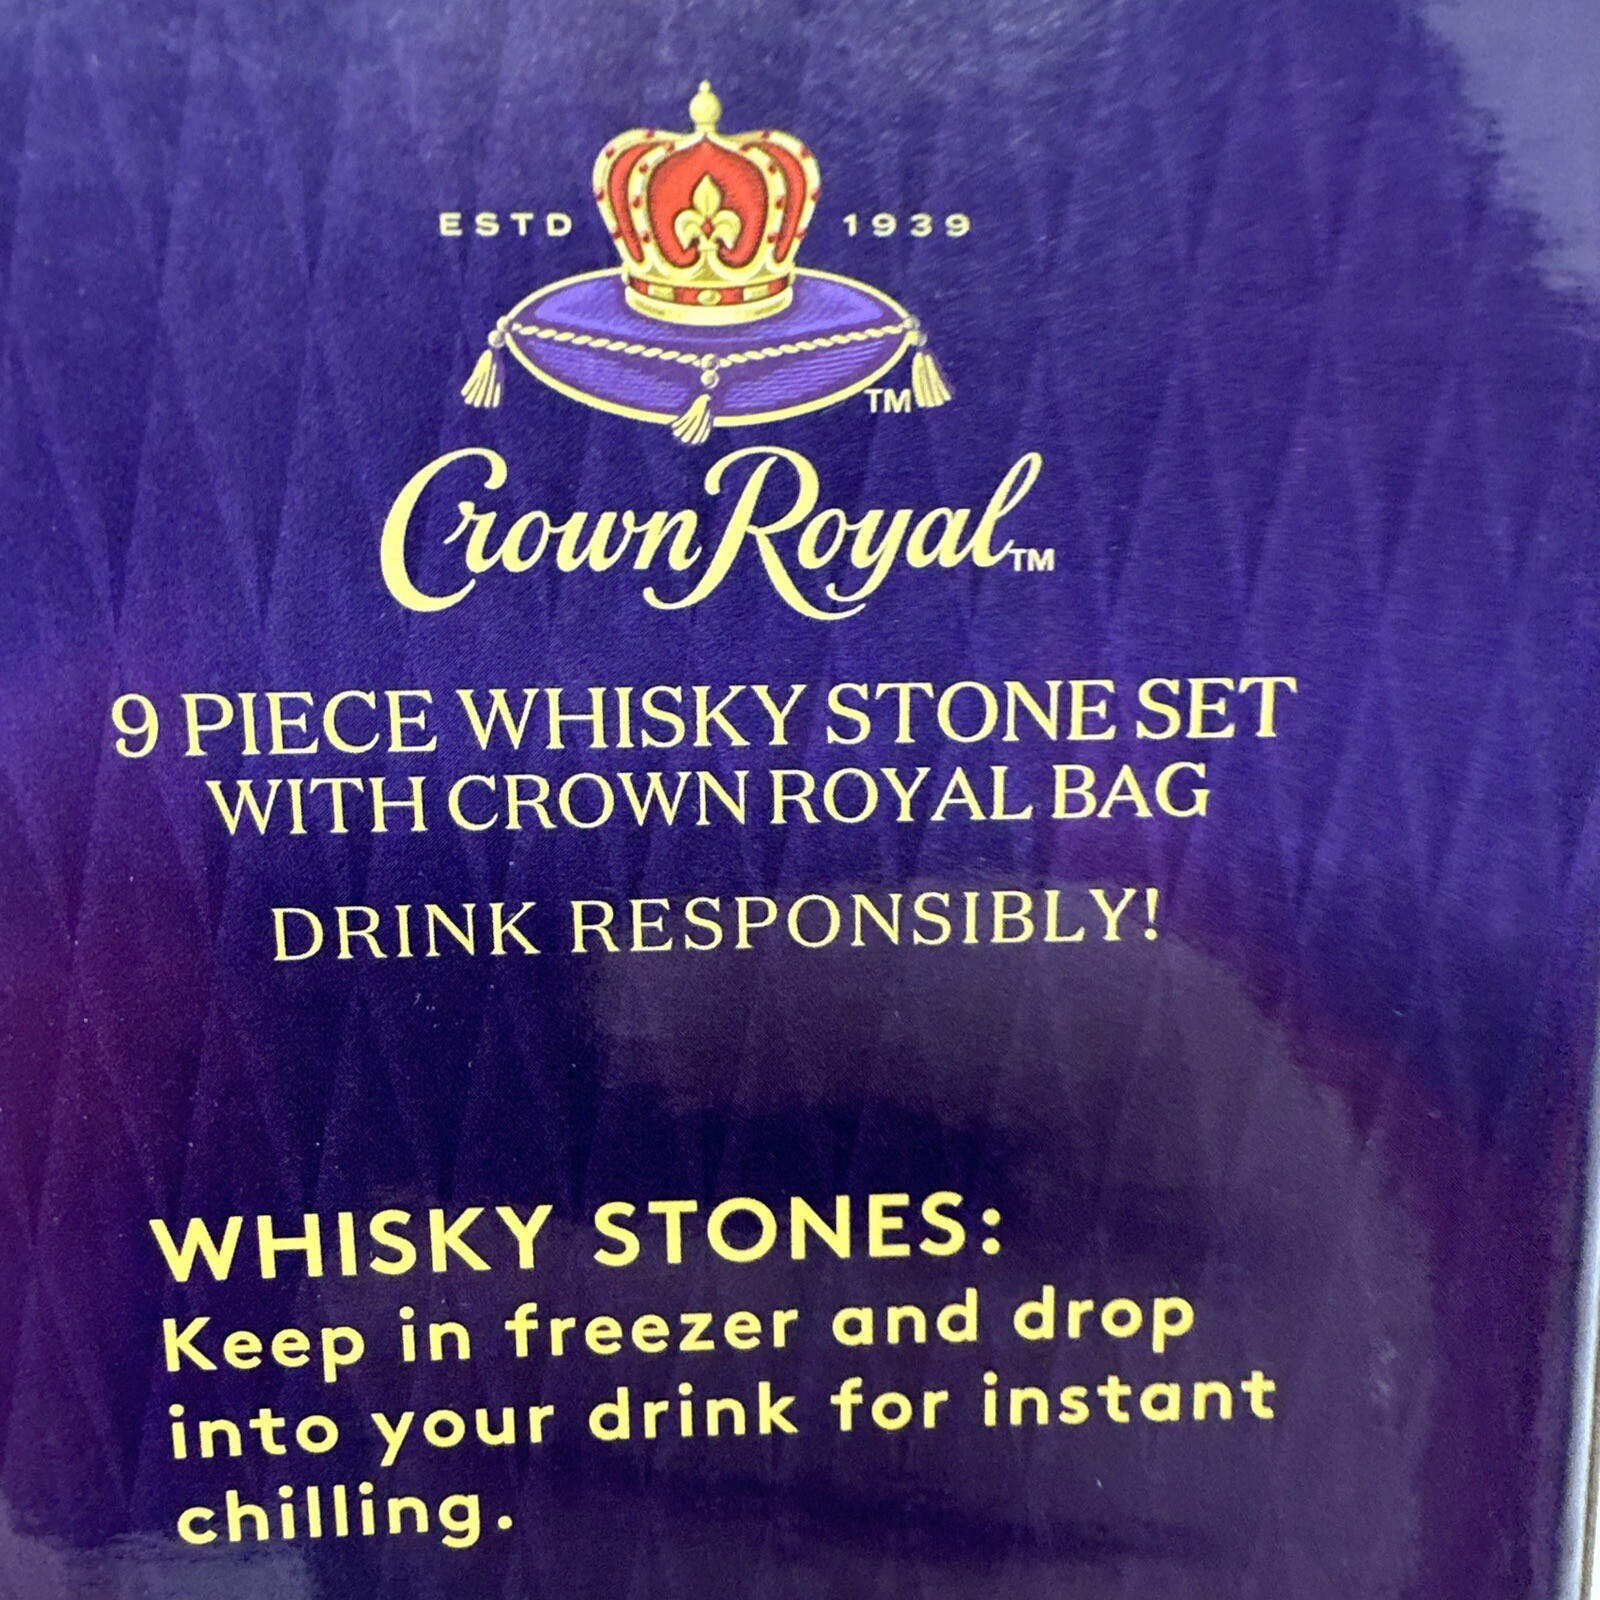 ESTD 1939
TM
Crown Royal TM
9 PIECE WHISKY STONE SET
WITH CROWN ROYAL BAG
DRINK RESPONSIBLY!
WHISKY STONES:
Keep in freezer and drop
into your drink for instant
chilling.